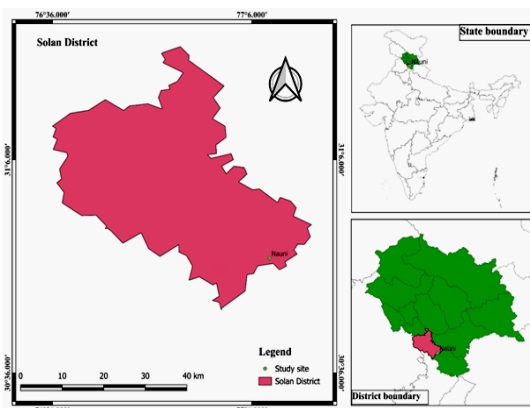 76°36.000' 77°6.000'
Solan District
31°6.000'
31°6.000'
Nauni
Legend
Study site
Solan District
0 10 20 30 40 km
30°36.000'
30°36.000'
State boundary
Nauni
Nauni
District boundary